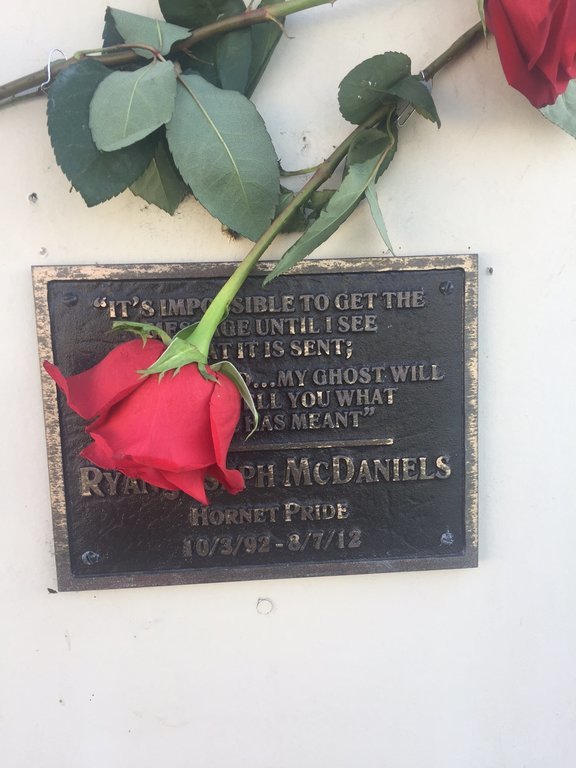 “IT’S IMPOSSIBLE TO GET THE
UNTIL I SEE
IT IS SENT;
...MY GHOST WILL
YOU WHAT
HAS MEANT”
RYAN McDANIELS
HORNET PRIDE
10/3/92 - 8/7/12